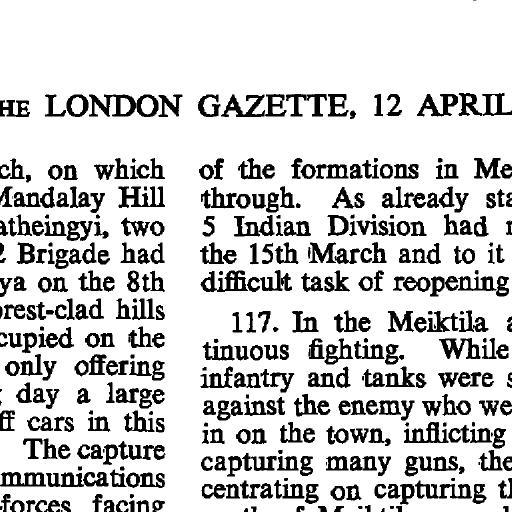 THE LONDON GAZETTE, 12 APRIL
ch, on which
Mandalay Hill
atheingyi, two
2 Brigade had
ya on the 8th
orest-clad hills
cupied on the
only offering
day a large
ff cars in this
The capture
mmunications
forces facing
of the formations in Me
through. As already sta
5 Indian Division had
the 15th March and to it
difficult task of reopening
117. In the Meiktila a
tinuous fighting. While
infantry and tanks were s
against the enemy who we
in on the town, inflicting
capturing many guns, the
centrating on capturing th